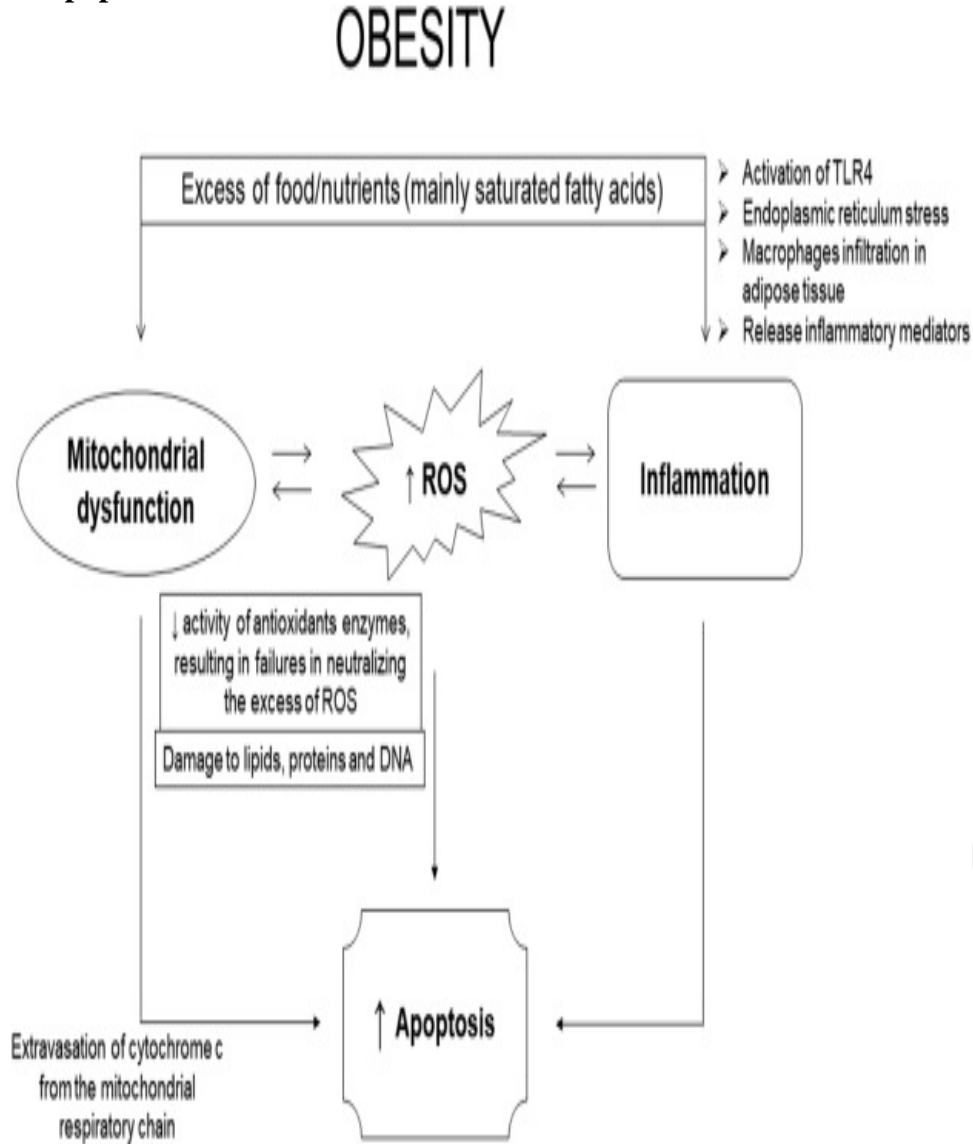 OBESITY
Excess of food/nutrients (mainly saturated fatty acids)
➢ Activation of TLR4
➢ Endoplasmic reticulum stress
➢ Macrophages infiltration in
adipose tissue
➢ Release inflammatory mediators
Mitochondrial
dysfunction
↑ ROS
Inflammation
↓ activity of antioxidants enzymes,
resulting in failures in neutralizing
the excess of ROS
Damage to lipids, proteins and DNA
↑ Apoptosis
Extravasation of cytochrome c
from the mitochondrial
respiratory chain